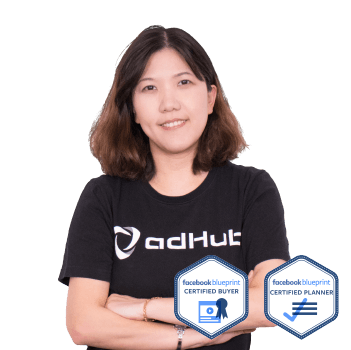 adHub
facebook blueprint
CERTIFIED BUYER
facebook blueprint
CERTIFIED PLANNER